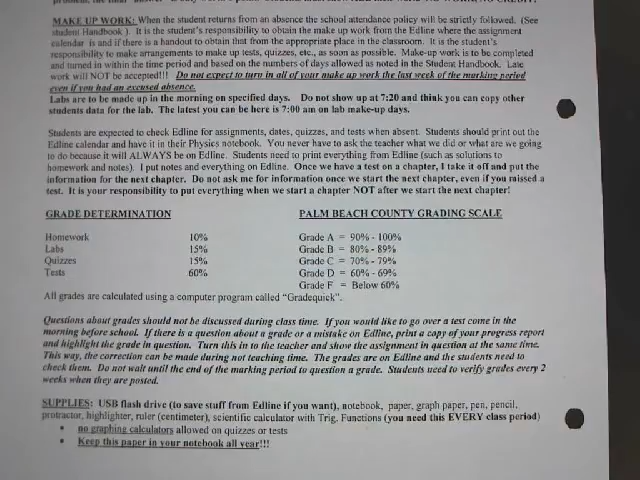 MAKE UP WORK: When the student returns from an absence the school attendance policy will be strictly followed. (See
student Handbook ). It is the student's responsibility to obtain the make up work from the Edline where the assignment
calendar is and if there is a handout to obtain that from the appropriate place in the classroom. It is the student's
responsibility to make arrangements to make up tests, quizzes, etc., as soon as possible. Make-up work is to be completed
and turned in within the time period and based on the numbers of days allowed as noted in the Student Handbook. Late
work will NOT be accepted!!! Do not expect to turn in all of your make up work the last week of the marking period
even if you had an excused absence.
Labs are to be made up in the morning on specified days. Do not show up at 7:20 and think you can copy other
students data for the lab. The latest you can be here is 7:00 am on lab make-up days.
Students are expected to check Edline for assignments, dates, quizzes, and tests when absent. Students should print out the
Edline calendar and have it in their Physics notebook. You never have to ask the teacher what we did or what are we going
to do because it will ALWAYS be on Edline. Students need to print everything from Edline (such as solutions to
homework and notes). I put notes and everything on Edline. Once we have a test on a chapter, I take it off and put the
information for the next chapter. Do not ask me for information once we start the next chapter, even if you missed a
test. It is your responsibility to put everything when we start a chapter NOT after we start the next chapter!
GRADE DETERMINATION PALM BEACH COUNTY GRADING SCALE
Homework 10% Grade A = 90% - 100%
Labs 15% Grade B = 80% - 89%
Quizzes 15% Grade C = 70% - 79%
Tests 60% Grade D = 60% - 69%
Grade F = Below 60%
All grades are calculated using a computer program called "Gradequick".
Questions about grades should not be discussed during class time. If you would like to go over a test come in the
morning before school. If there is a question about a grade or a mistake on Edline, print a copy of your progress report
and highlight the grade in question. Turn this in to the teacher and show the assignment in question at the same time.
This way, the correction can be made during not teaching time. The grades are on Edline and the students need to
check them. Do not wait until the end of the marking period to question a grade. Students need to verify grades every 2
weeks when they are posted.
SUPPLIES: USB flash drive (to save stuff from Edline if you want), notebook, paper, graph paper, pen, pencil,
protractor, highlighter, ruler (centimeter), scientific calculator with Trig. Functions (you need this EVERY class period)
• no graphing calculators allowed on quizzes or tests
• Keep this paper in your notebook all year!!!